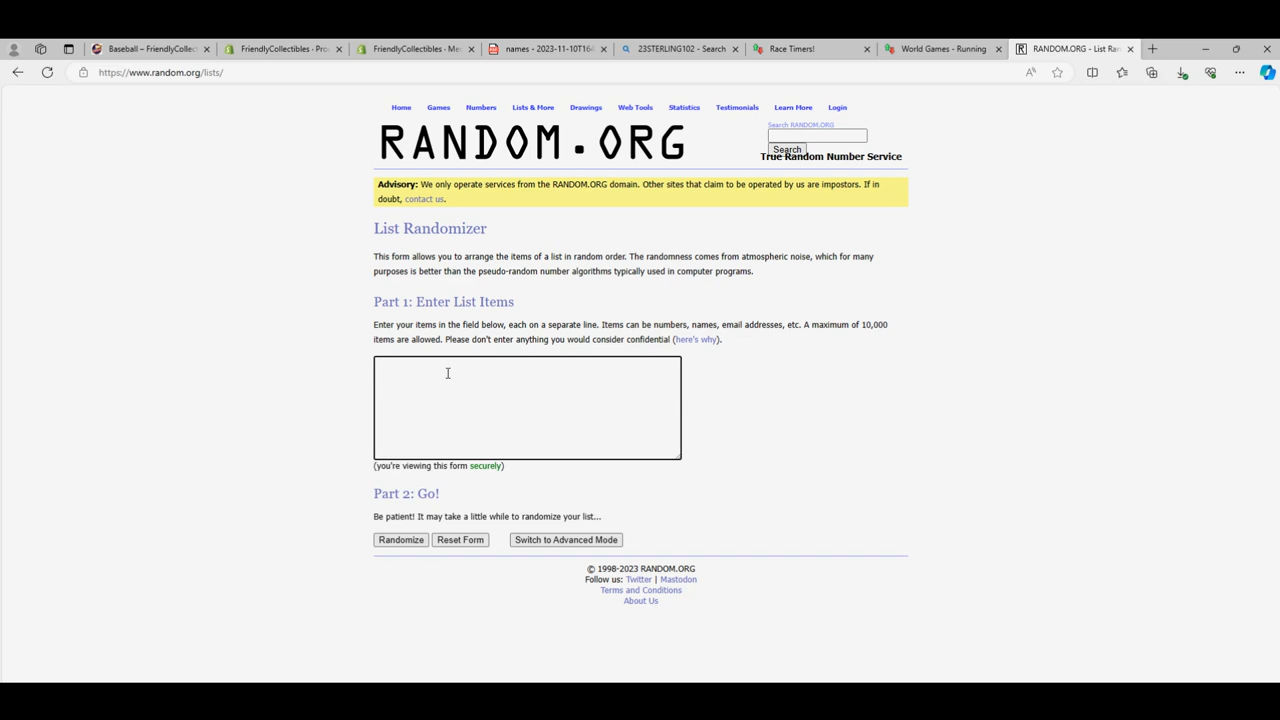 Baseball – FriendlyCollect
FriendlyCollectibles - Pro
FriendlyCollectibles - Me
names - 2023-11-10T164
23STERLING102 - Search
Race Timers!
World Games - Running
RANDOM.ORG - List Ran
https://www.random.org/lists/
Home Games Numbers Lists & More Drawings Web Tools Statistics Testimonials Learn More Login
RANDOM.ORG
Search RANDOM.ORG
Search
True Random Number Service
Advisory: We only operate services from the RANDOM.ORG domain. Other sites that claim to be operated by us are impostors. If in
doubt, contact us.
List Randomizer
This form allows you to arrange the items of a list in random order. The randomness comes from atmospheric noise, which for many
purposes is better than the pseudo-random number algorithms typically used in computer programs.
Part 1: Enter List Items
Enter your items in the field below, each on a separate line. Items can be numbers, names, email addresses, etc. A maximum of 10,000
items are allowed. Please don't enter anything you would consider confidential (here's why).
(you're viewing this form securely)
Part 2: Go!
Be patient! It may take a little while to randomize your list...
Randomize Reset Form Switch to Advanced Mode
© 1998-2023 RANDOM.ORG
Follow us: Twitter | Mastodon
Terms and Conditions
About Us